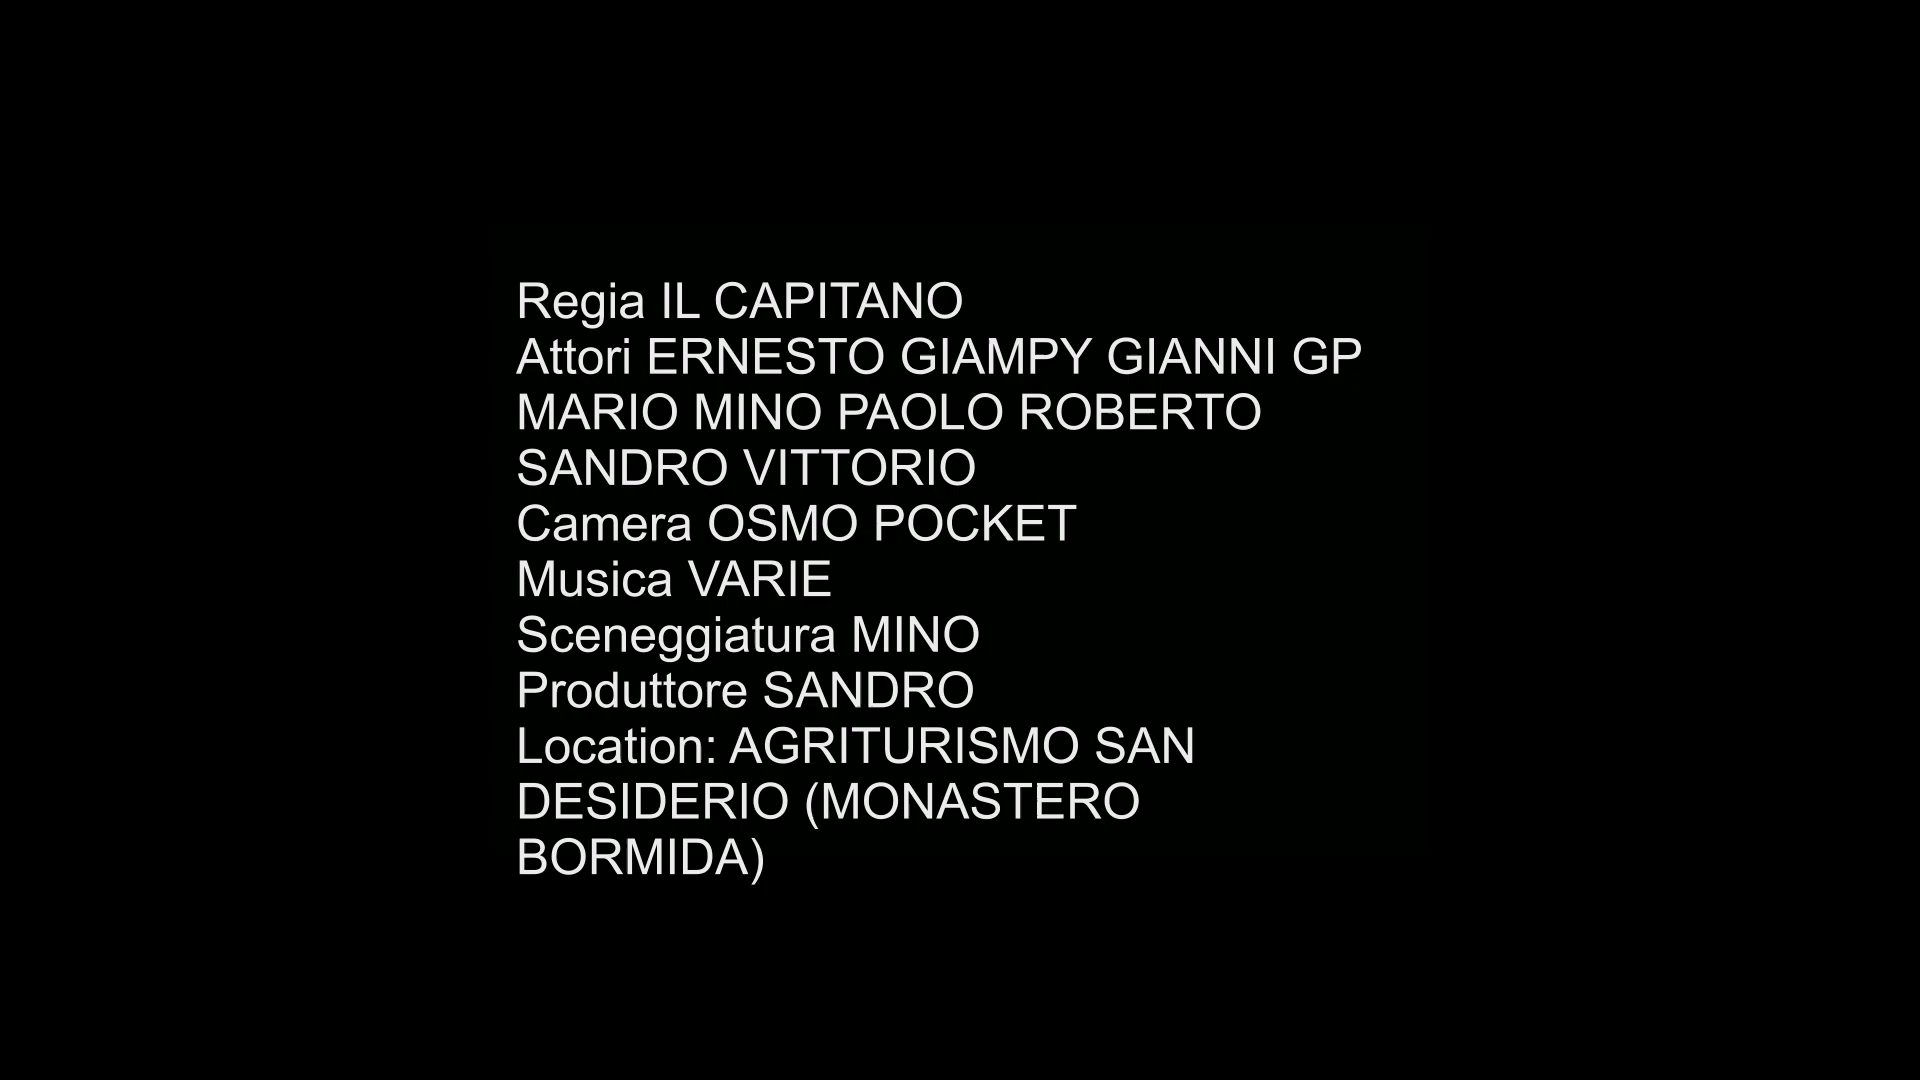 Regia IL CAPITANO
Attori ERNESTO GIAMPY GIANNI GP
MARIO MINO PAOLO ROBERTO
SANDRO VITTORIO
Camera OSMO POCKET
Musica VARIE
Sceneggiatura MINO
Produttore SANDRO
Location: AGRITURISMO SAN
DESIDERIO (MONASTERO
BORMIDA)